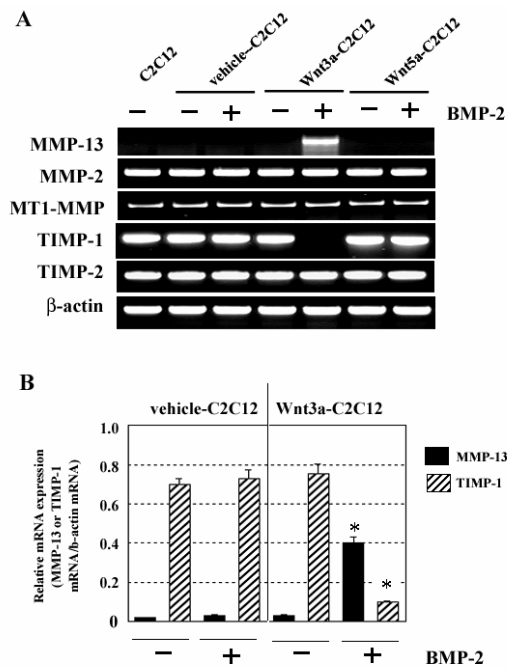 A
C2C12
vehicle--C2C12
Wnt3a-C2C12
Wnt5a-C2C12
− − + − + − + BMP-2
MMP-13
MMP-2
MT1-MMP
TIMP-1
TIMP-2
β-actin
B
vehicle-C2C12 Wnt3a-C2C12
Relative mRNA expression
(MMP-13 or TIMP-1
mRNA/b-actin mRNA)
1.0
0.8
0.6
0.4
0.2
0
* *
MMP-13
TIMP-1
− + − + BMP-2